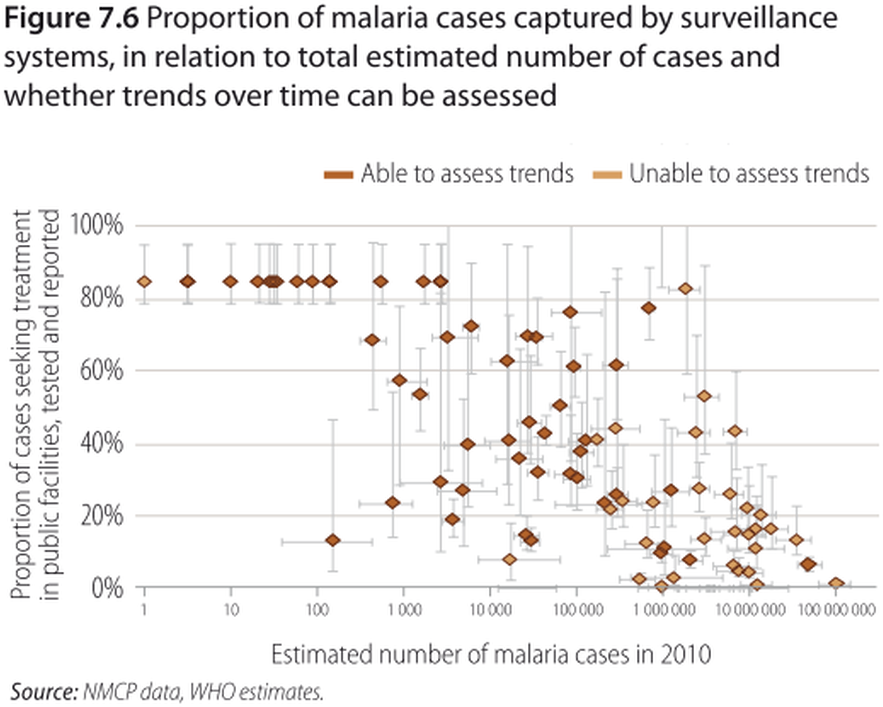 Figure 7.6 Proportion of malaria cases captured by surveillance
systems, in relation to total estimated number of cases and
whether trends over time can be assessed
Able to assess trends Unable to assess trends
Proportion of cases seeking treatment
in public facilities, tested and reported
100%
80%
60%
40%
20%
0%
1 10 100 1 000 10 000 100 000 1 000 000 10 000 000 100 000 000
Estimated number of malaria cases in 2010
Source: NMCP data, WHO estimates.